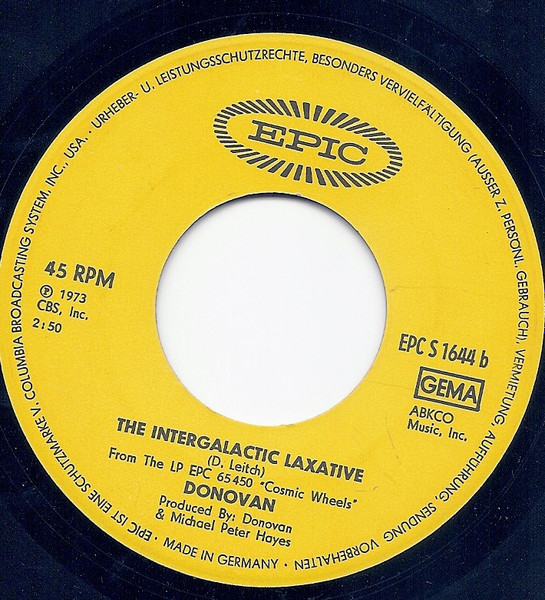 URHEBER- U. LEISTUNGSSCHUTZRECHTE, BESONDERS VERVIELFÄLTIGUNG (AUSSER Z. PERSONL. GEBRAUCH), VERMIETUNG, AUFFÜHRUNG, SENDUNG VORBEHALTEN
EPIC
45 RPM
Ⓟ 1973
CBS, Inc.
2:50
EPC S 1644 b
GEMA
ABKCO
Music, Inc.
THE INTERGALACTIC LAXATIVE
(D. Leitch)
From The LP EPC 65450 "Cosmic Wheels"
DONOVAN
Produced By: Donovan
& Michael Peter Hayes
• EPIC IST EINE SCHUTZMARKE V. COLUMBIA BROADCASTING SYSTEM, INC., USA. •
MADE IN GERMANY •